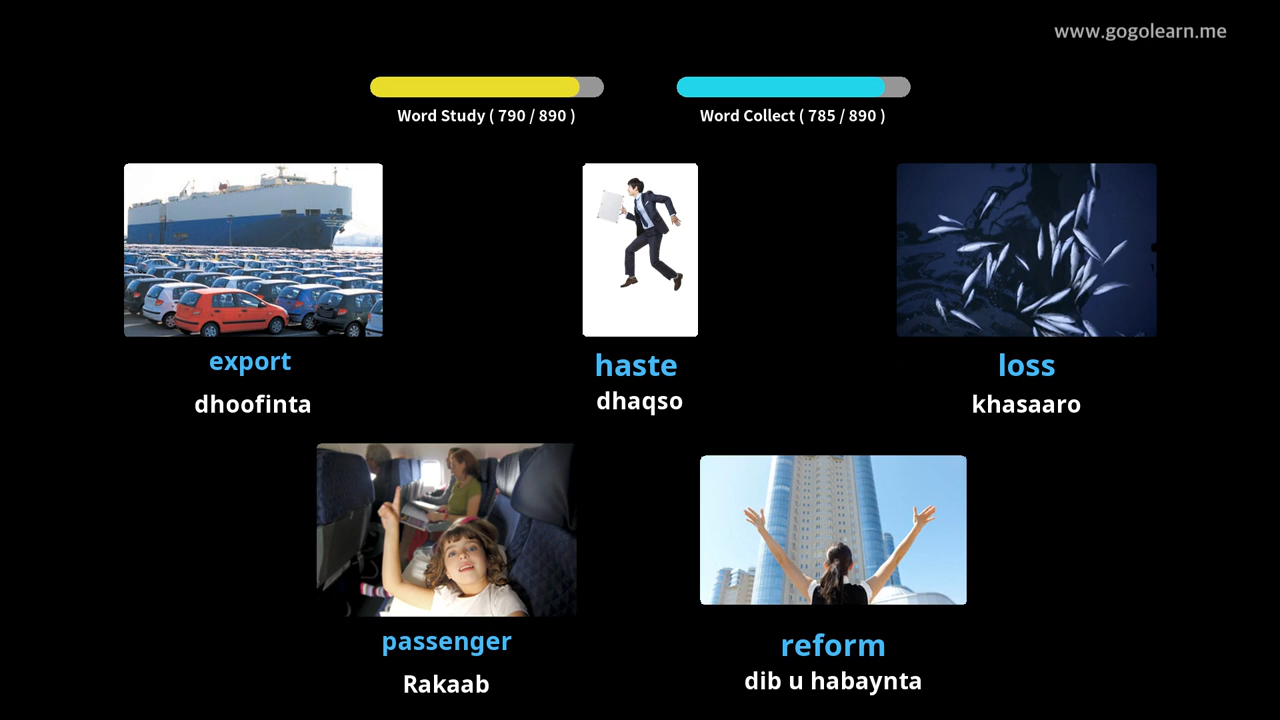 www.gogolearn.me
Word Study ( 790 / 890 )
Word Collect ( 785 / 890 )
export
dhoofinta
haste
dhaqso
loss
khasaaro
passenger
Rakaab
reform
dib u habaynta